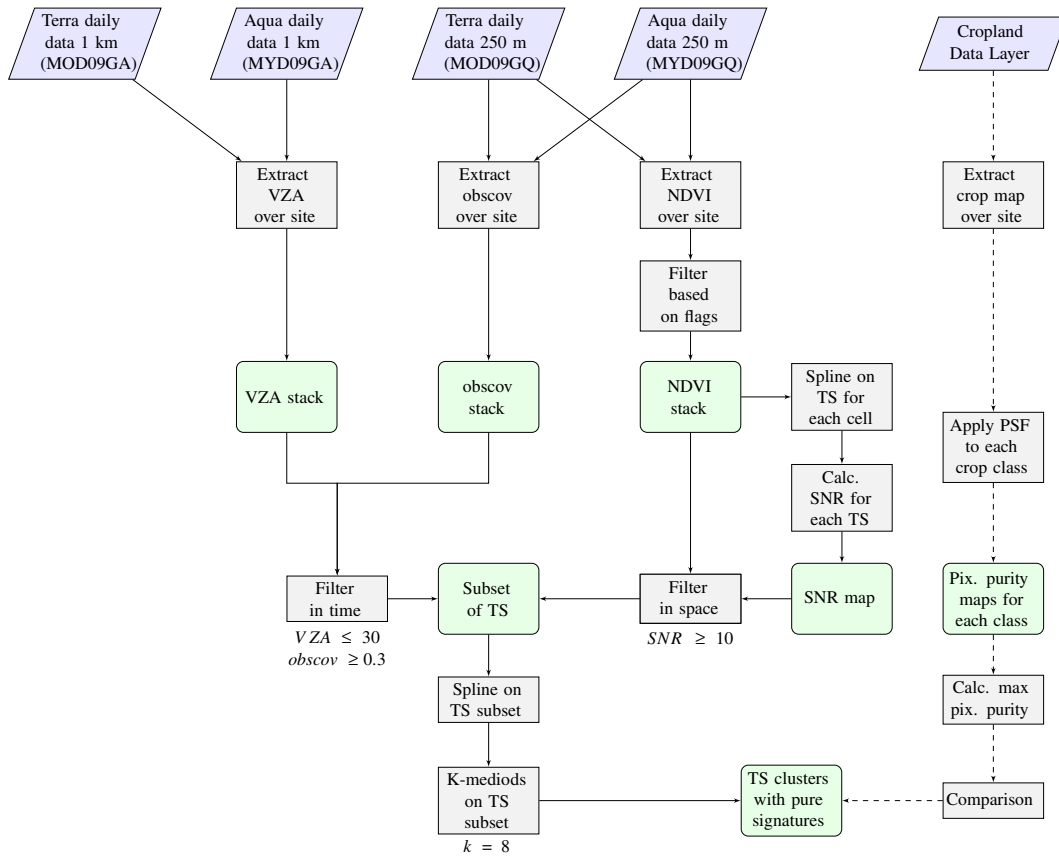 Terra daily
data 1 km
(MOD09GA)
Aqua daily
data 1 km
(MYD09GA)
Terra daily
data 250 m
(MOD09GQ)
Aqua daily
data 250 m
(MYD09GQ)
Cropland
Data Layer
Extract
VZA
over site
Extract
obscov
over site
Extract
NDVI
over site
Extract
crop map
over site
Filter
based
on flags
VZA stack
obscov
stack
NDVI
stack
Spline on
TS for
each cell
Apply PSF
to each
crop class
Calc.
SNR for
each TS
Filter
in time
VZA ≤ 30
obscov ≥ 0.3
Subset
of TS
Filter
in space
SNR ≥ 10
SNR map
Pix. purity
maps for
each class
Spline on
TS subset
Calc. max
pix. purity
K-mediods
on TS
subset
k = 8
TS clusters
with pure
signatures
Comparison